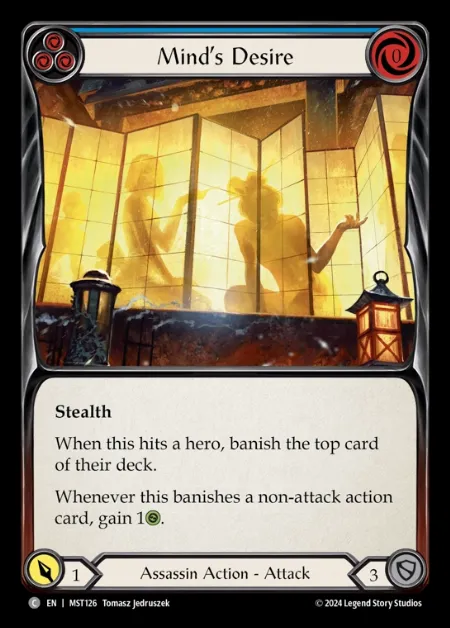 Mind's Desire
0
Stealth
When this hits a hero, banish the top card
of their deck.
Whenever this banishes a non-attack action
card, gain 1.
1
Assassin Action - Attack
3
C EN | MST126 Tomasz Jedruszek
© 2024 Legend Story Studios